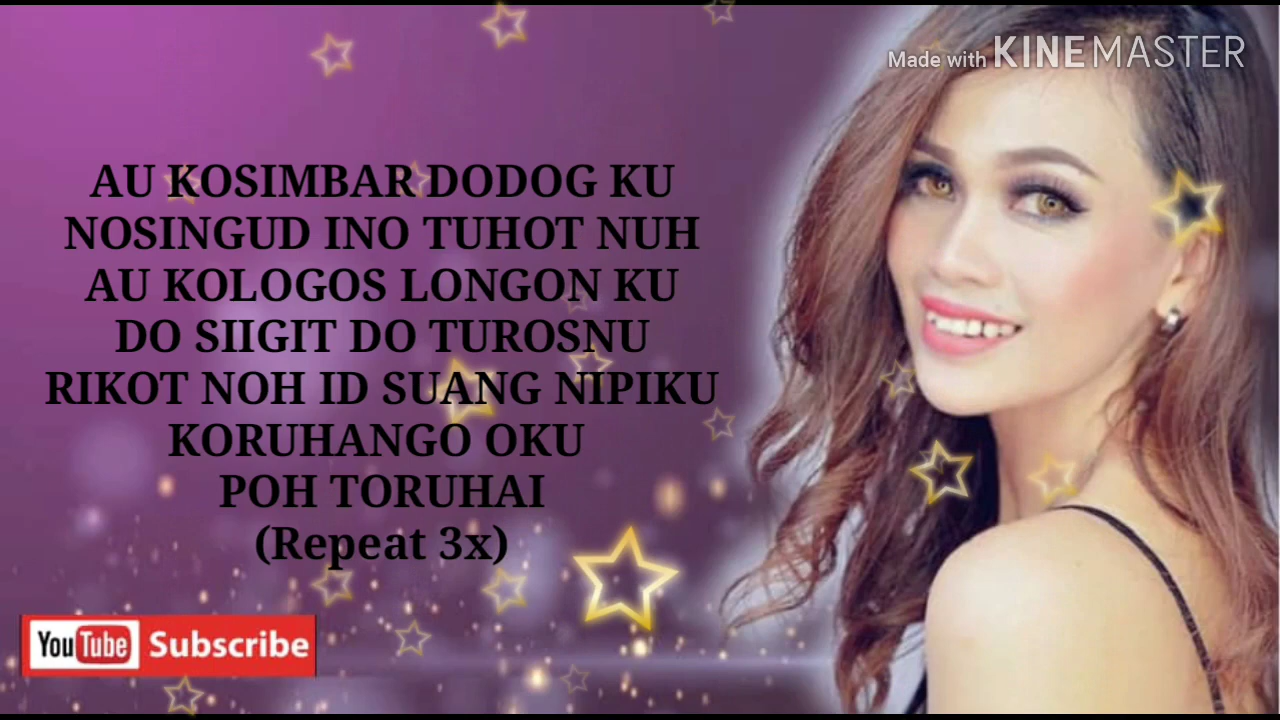 Made with KINEMASTER
AU KOSIMBAR DODOG KU
NOSINGUD INO TUHOT NUH
AU KOLOGOS LONGON KU
DO SIIGIT DO TUROSNU
RIKOT NOH ID SUANG NIPIKU
KORUHANGO OKU
POH TORUHAI
(Repeat 3x)
YouTube Subscribe